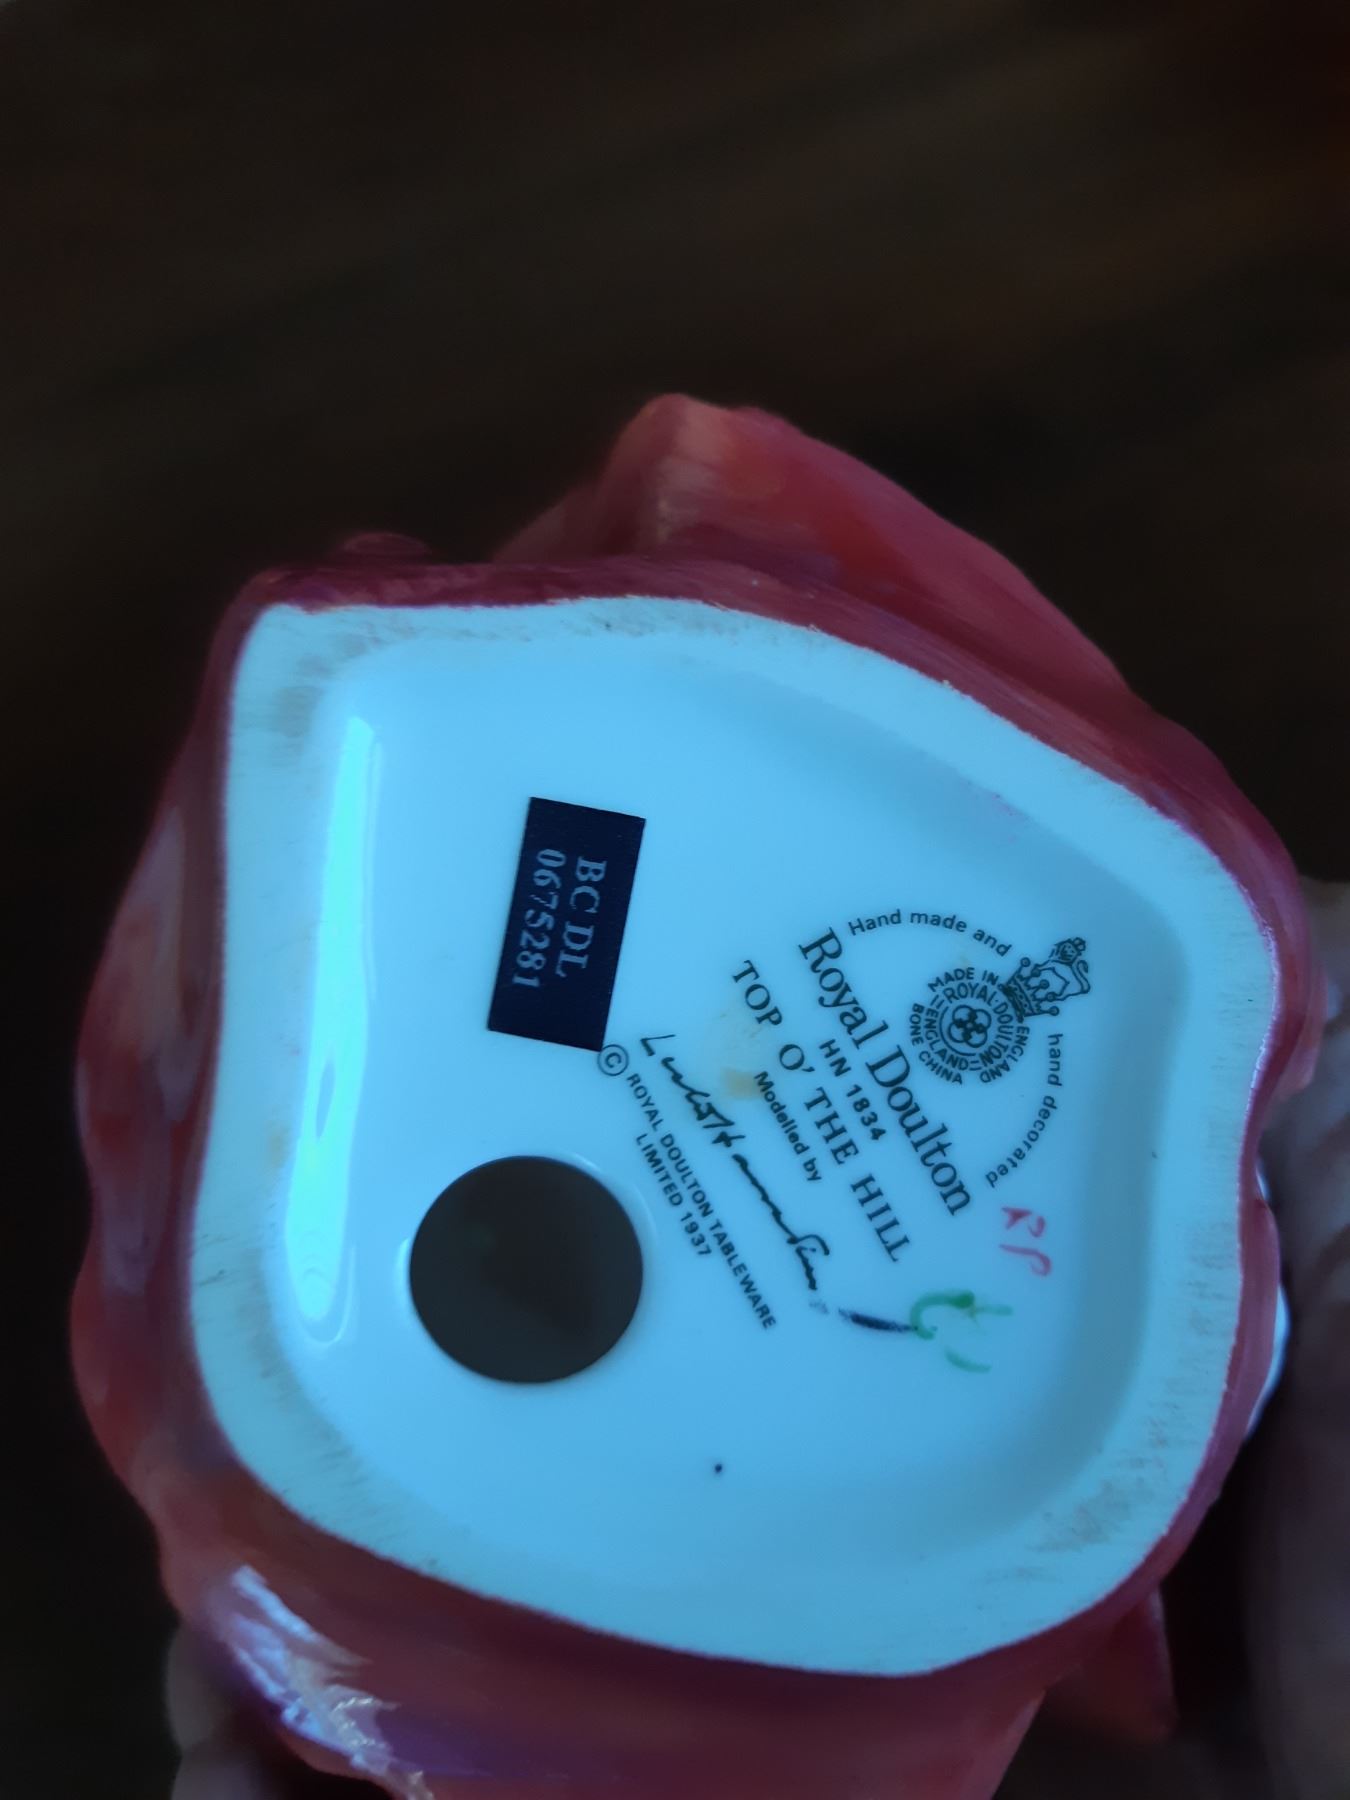 Hand made and hand decorated
MADE IN ENGLAND
ROYAL·DOULTON
ENGLAND
BONE CHINA
Royal Doulton
HN 1834
TOP O' THE HILL
Modelled by
© ROYAL DOULTON TABLEWARE
LIMITED 1937
BC DL
0675281
RP